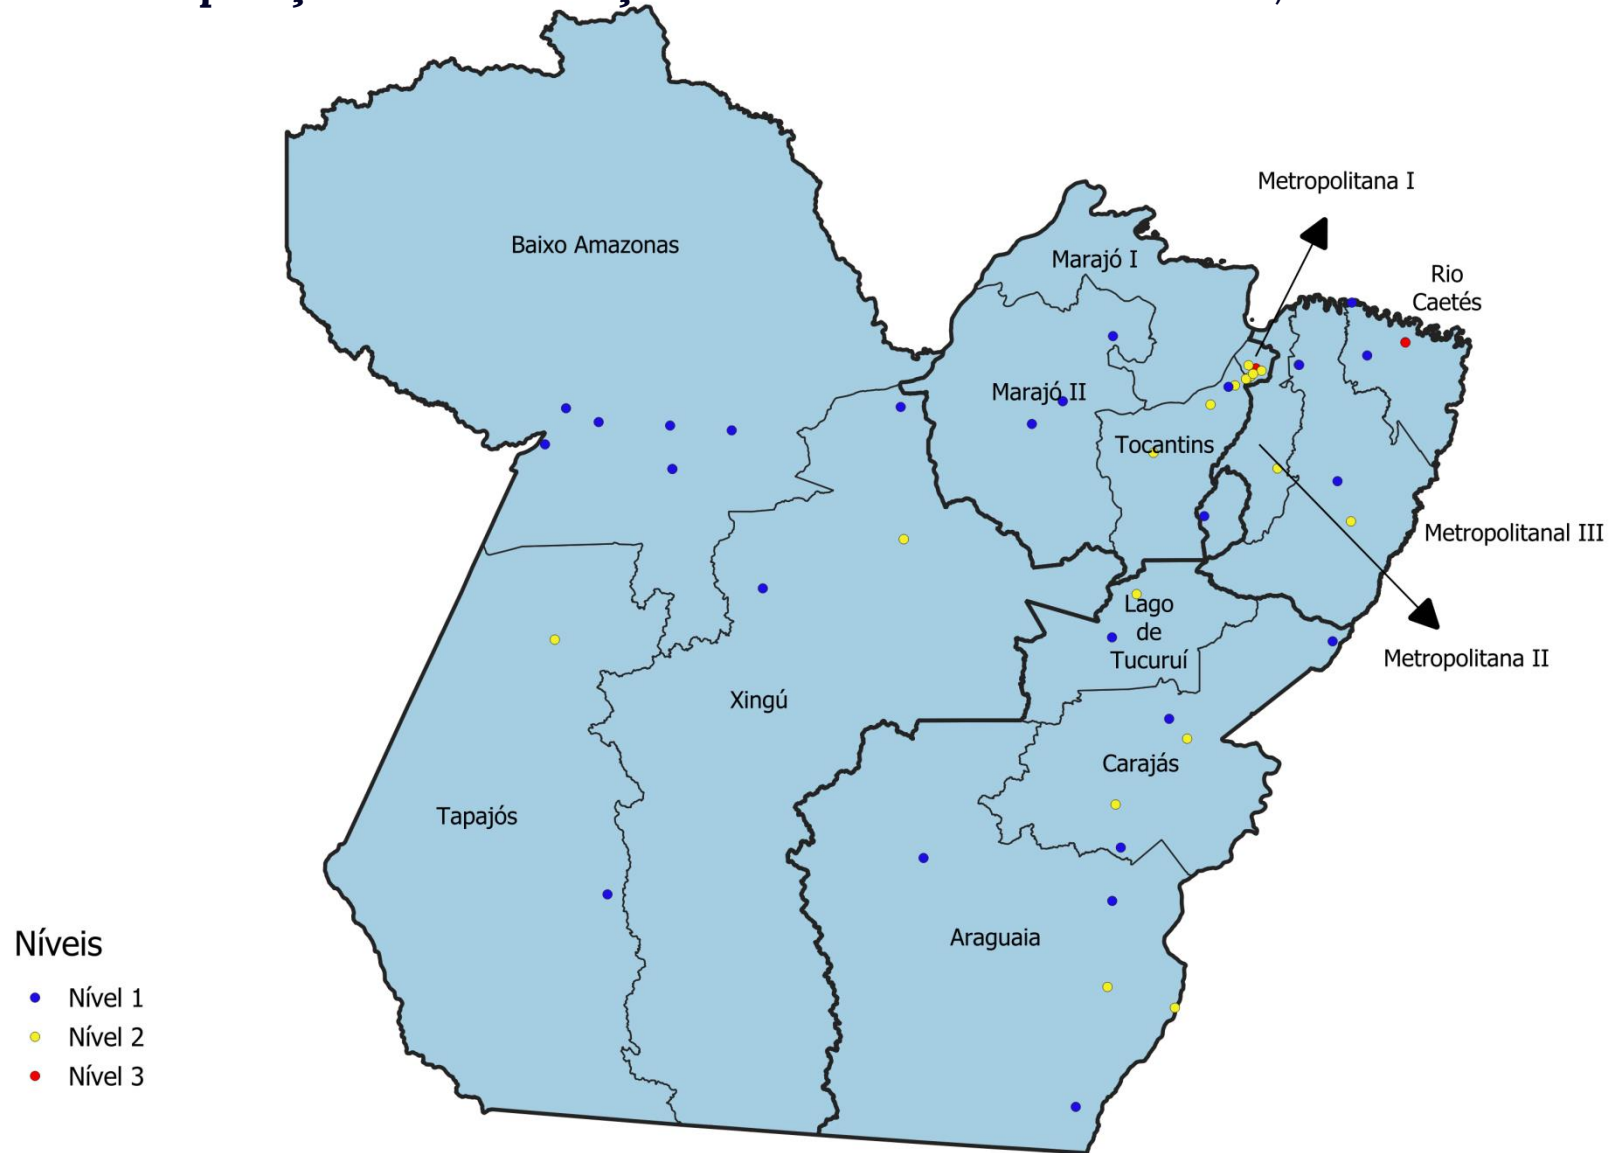 Metropolitana I
Baixo Amazonas
Marajó I
Rio
Caetés
Marajó II
Tocantins
Metropolitanal III
Lago
de
Tucuruí
Metropolitana II
Xingú
Carajás
Tapajós
Araguaia
Níveis
Nível 1
Nível 2
Nível 3